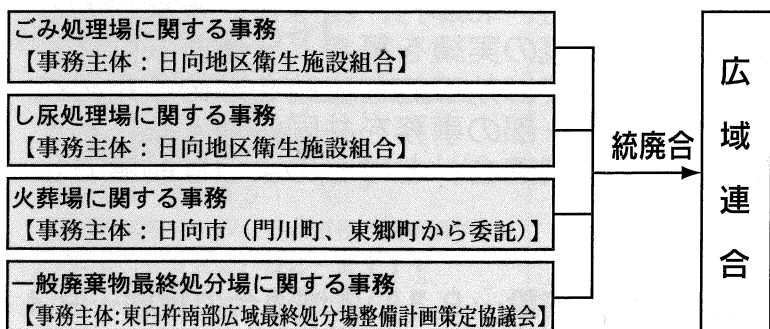 ごみ処理場に関する事務
【事務主体：日向地区衛生施設組合】
し尿処理場に関する事務
【事務主体：日向地区衛生施設組合】
火葬場に関する事務
【事務主体：日向市（門川町、東郷町から委託）】
一般廃棄物最終処分場に関する事務
【事務主体:東臼杵南部広域最終処分場整備計画策定協議会】
統廃合
広域連合